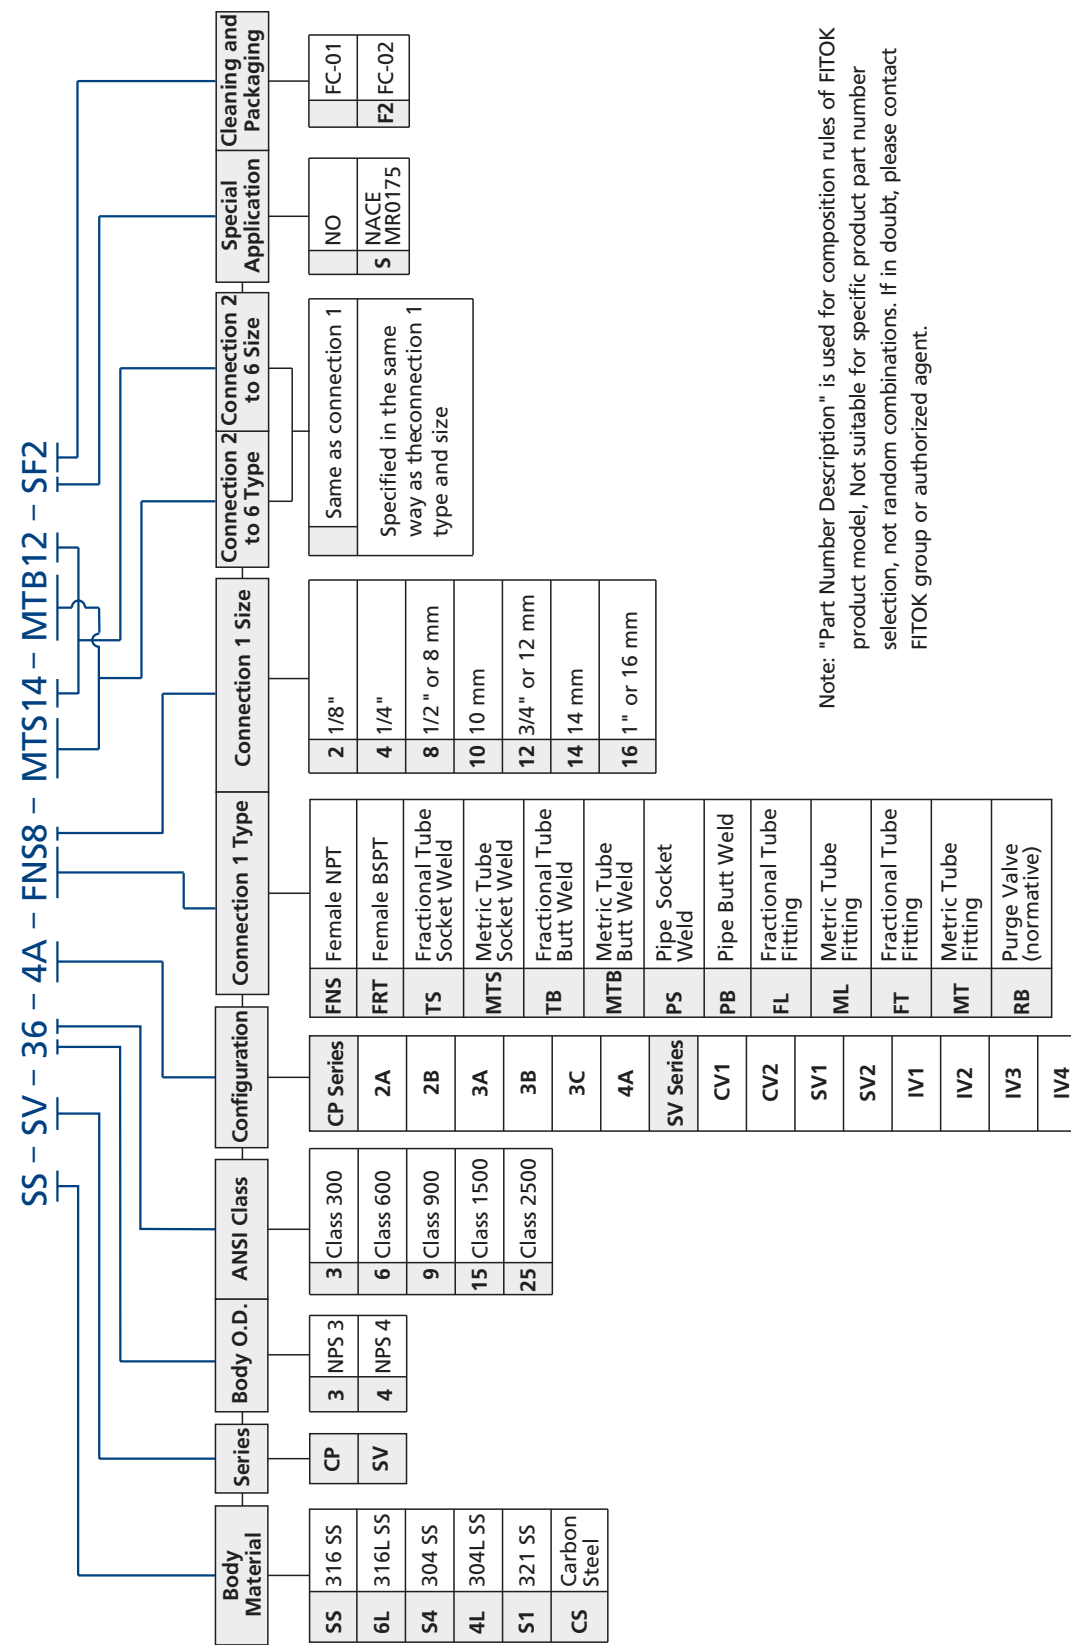 SS – SV – 36 – 4A – FNS8 – MTS14 – MTB12 – SF2
Body
Material
SS 316 SS
6L 316L SS
S4 304 SS
4L 304L SS
S1 321 SS
CS Carbon
Steel
Series
CP
SV
Body O.D.
3 NPS 3
4 NPS 4
ANSI Class
3 Class 300
6 Class 600
9 Class 900
15 Class 1500
25 Class 2500
Configuration
CP Series
2A
2B
3A
3B
3C
4A
SV Series
CV1
CV2
SV1
SV2
IV1
IV2
IV3
IV4
Connection 1 Type
FNS Female NPT
FRT Female BSPT
TS Fractional Tube
Socket Weld
MTS Metric Tube
Socket Weld
TB Fractional Tube
Butt Weld
MTB Metric Tube
Butt Weld
PS Pipe Socket
Weld
PB Pipe Butt Weld
FL Fractional Tube
Fitting
ML Metric Tube
Fitting
FT Fractional Tube
Fitting
MT Metric Tube
Fitting
RB Purge Valve
(normative)
Connection 1 Size
2 1/8"
4 1/4"
8 1/2 " or 8 mm
10 10 mm
12 3/4" or 12 mm
14 14 mm
16 1" or 16 mm
Connection 2
to 6 Type
Connection 2
to 6 Size
Same as connection 1
Specified in the same
way as theconnection 1
type and size
Special
Application
NO
S NACE
MR0175
Cleaning and
Packaging
FC-01
F2 FC-02
Note: "Part Number Description" is used for composition rules of FITOK
product model, Not suitable for specific product part number
selection, not random combinations. If in doubt, please contact
FITOK group or authorized agent.